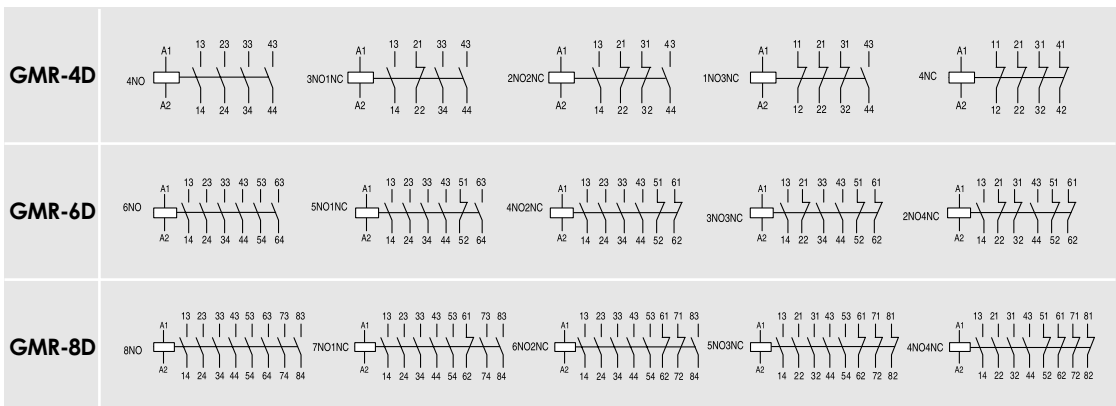 GMR-4D
4NO
A1
13 23 33 43
A2
14 24 34 44
3NO1NC
A1
13 21 33 43
A2
14 22 34 44
2NO2NC
A1
13 21 31 43
A2
14 22 32 44
1NO3NC
A1
11 21 31 43
A2
12 22 32 44
4NC
A1
11 21 31 41
A2
12 22 32 42
GMR-6D
6NO
A1
13 23 33 43 53 63
A2
14 24 34 44 54 64
5NO1NC
A1
13 23 33 43 51 63
A2
14 24 34 44 52 64
4NO2NC
A1
13 23 33 43 51 61
A2
14 24 34 44 52 62
3NO3NC
A1
13 21 33 43 51 61
A2
14 22 34 44 52 62
2NO4NC
A1
13 21 31 43 51 61
A2
14 22 32 44 52 62
GMR-8D
8NO
A1
13 23 33 43 53 63 73 83
A2
14 24 34 44 54 64 74 84
7NO1NC
A1
13 23 33 43 53 61 73 83
A2
14 24 34 44 54 62 74 84
6NO2NC
A1
13 23 33 43 53 61 71 83
A2
14 24 34 44 54 62 72 84
5NO3NC
A1
13 21 31 43 53 61 71 81
A2
14 22 32 44 54 62 72 82
4NO4NC
A1
13 21 31 43 51 61 71 81
A2
14 22 32 44 52 62 72 82